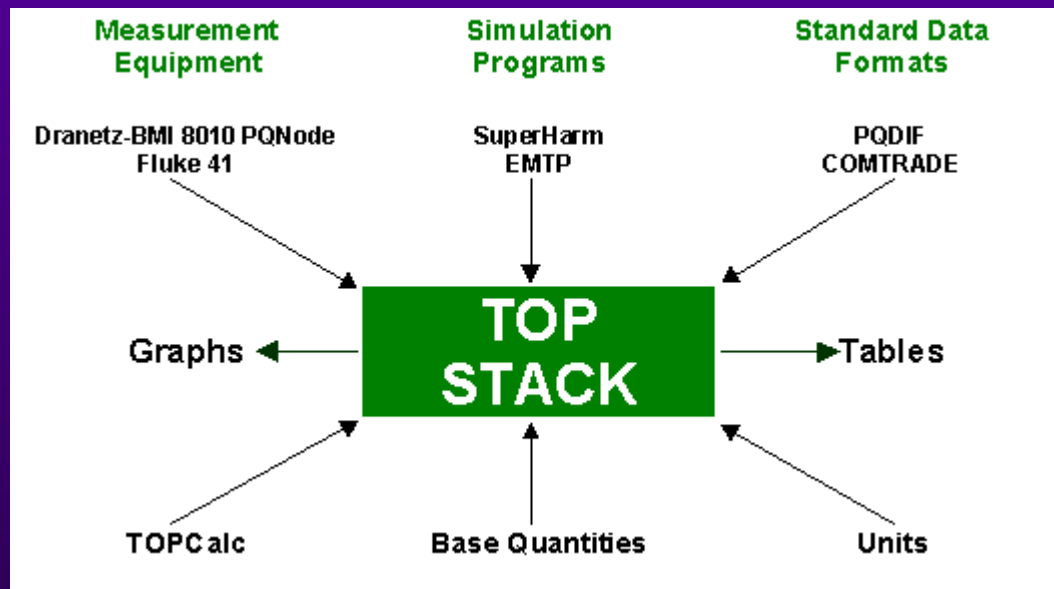 Measurement
Equipment
Simulation
Programs
Standard Data
Formats
Dranetz-BMI 8010 PQNode
Fluke 41
SuperHarm
EMTP
PQDIF
COMTRADE
TOP
STACK
Graphs
Tables
TOPCalc
Base Quantities
Units